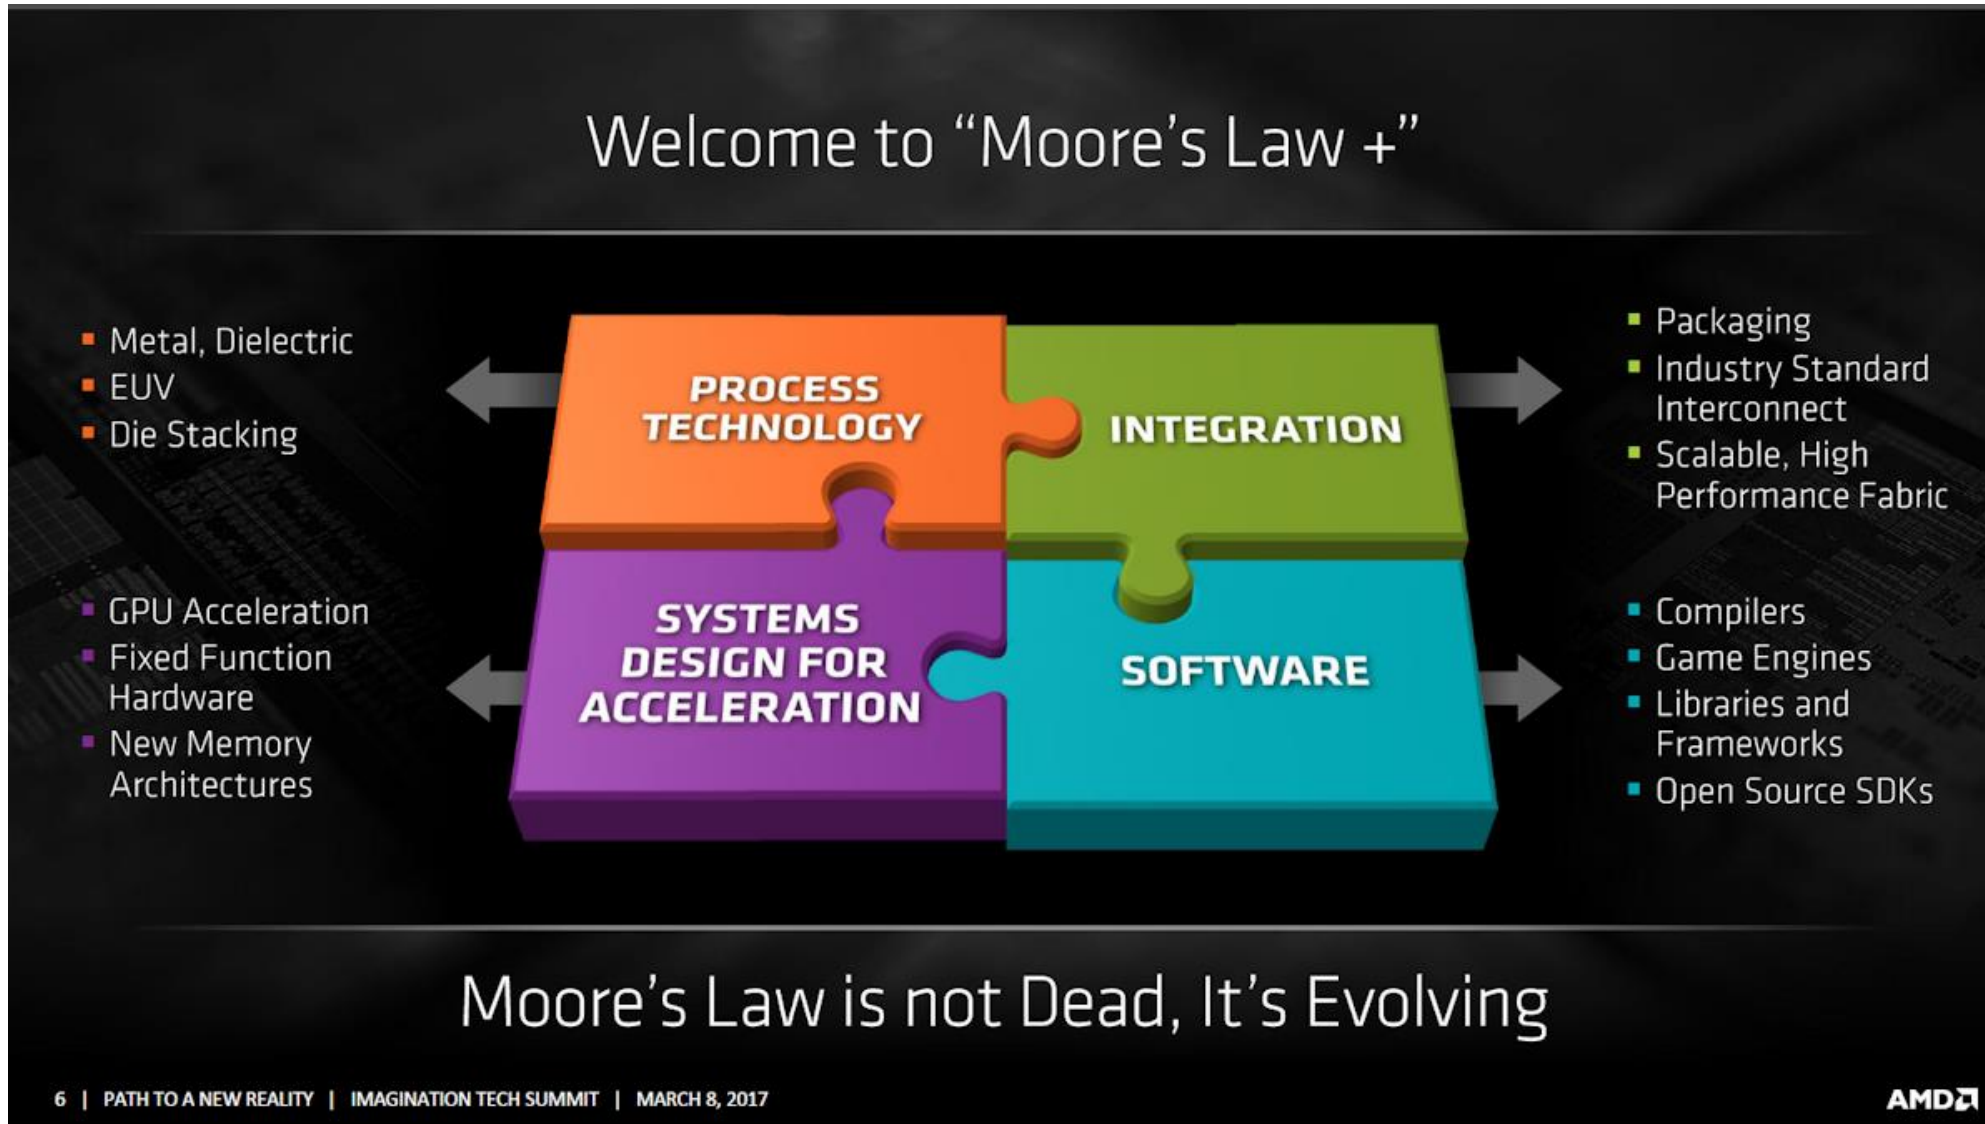 Welcome to “Moore’s Law +”
Metal, Dielectric
EUV
Die Stacking
PROCESS
TECHNOLOGY
INTEGRATION
Packaging
Industry Standard
Interconnect
Scalable, High
Performance Fabric
GPU Acceleration
Fixed Function
Hardware
New Memory
Architectures
SYSTEMS
DESIGN FOR
ACCELERATION
SOFTWARE
Compilers
Game Engines
Libraries and
Frameworks
Open Source SDKs
Moore’s Law is not Dead, It’s Evolving
6 | PATH TO A NEW REALITY | IMAGINATION TECH SUMMIT | MARCH 8, 2017
AMD